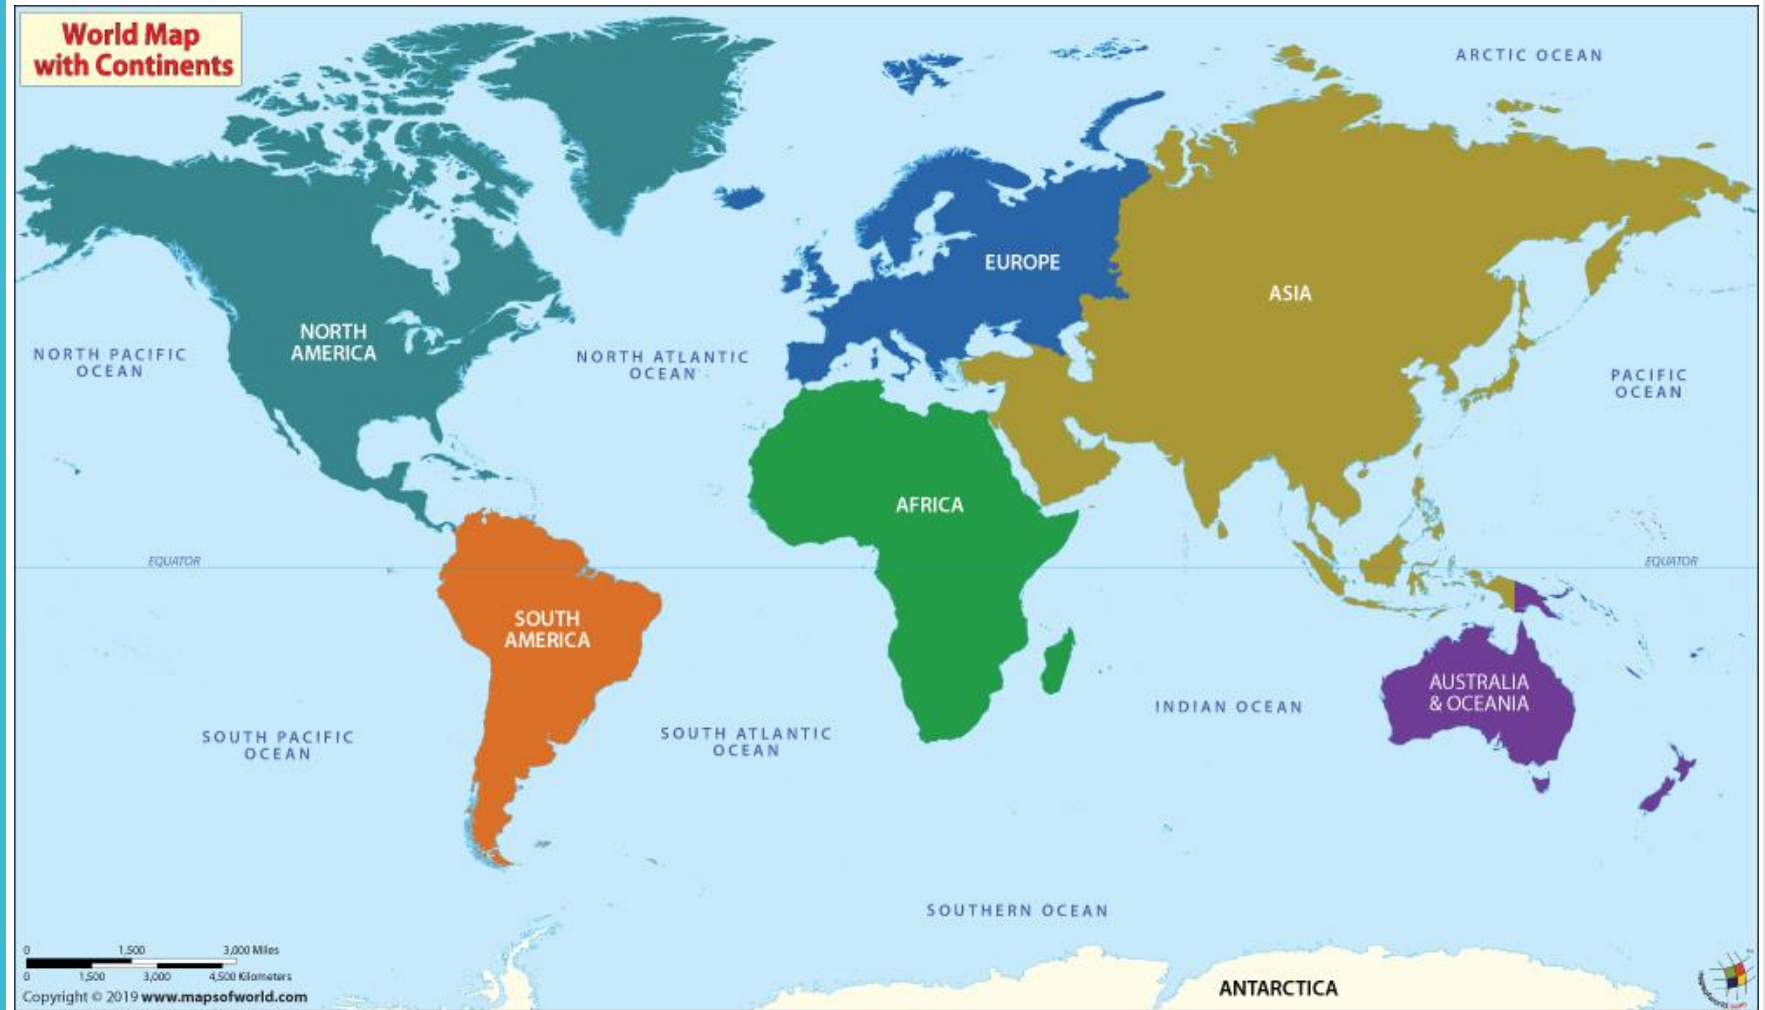 World Map
with Continents
ARCTIC OCEAN
EUROPE
ASIA
NORTH
AMERICA
NORTH PACIFIC
OCEAN
NORTH ATLANTIC
OCEAN
PACIFIC
OCEAN
AFRICA
EQUATOR
EQUATOR
SOUTH
AMERICA
AUSTRALIA
& OCEANIA
INDIAN OCEAN
SOUTH PACIFIC
OCEAN
SOUTH ATLANTIC
OCEAN
SOUTHERN OCEAN
0 1,500 3,000 Miles
0 1,500 3,000 4,500 Kilometers
ANTARCTICA
Copyright © 2019 www.mapsofworld.com
mapsofworld.com